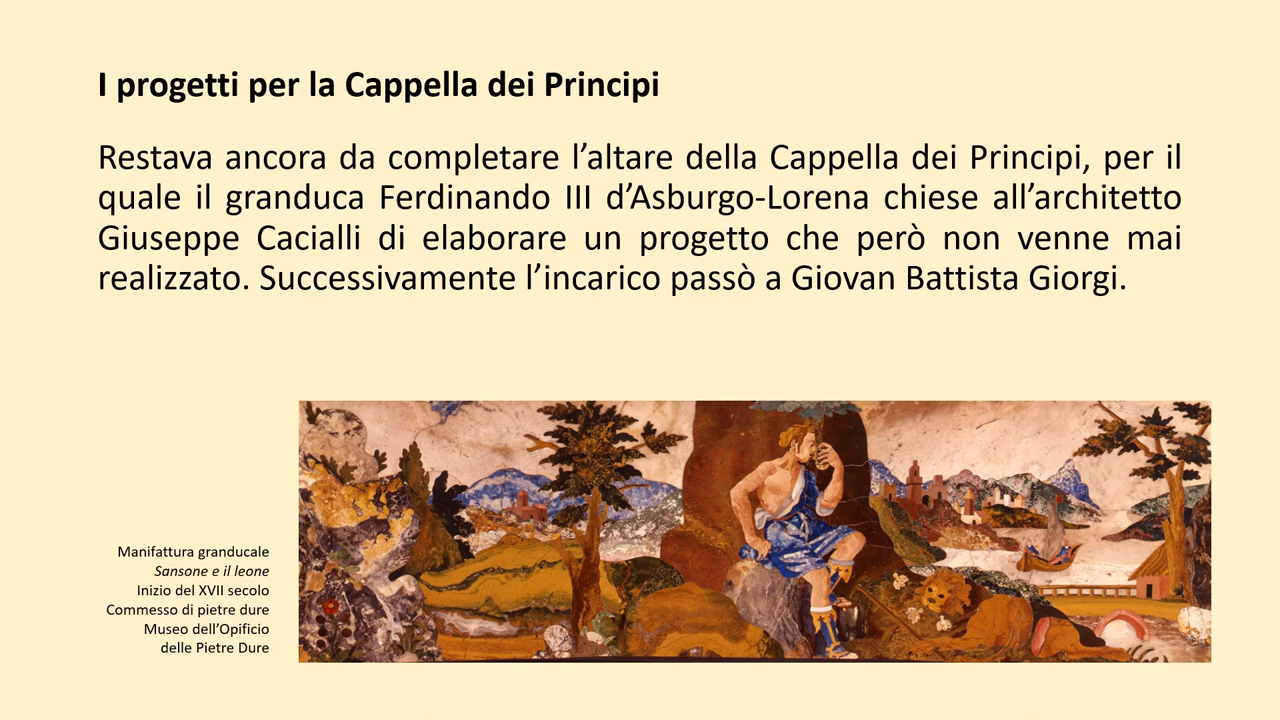 I progetti per la Cappella dei Principi
Restava ancora da completare l’altare della Cappella dei Principi, per il
quale il granduca Ferdinando III d’Asburgo-Lorena chiese all’architetto
Giuseppe Cacialli di elaborare un progetto che però non venne mai
realizzato. Successivamente l’incarico passò a Giovan Battista Giorgi.
Manifattura granducale
Sansone e il leone
Inizio del XVII secolo
Commesso di pietre dure
Museo dell’Opificio
delle Pietre Dure